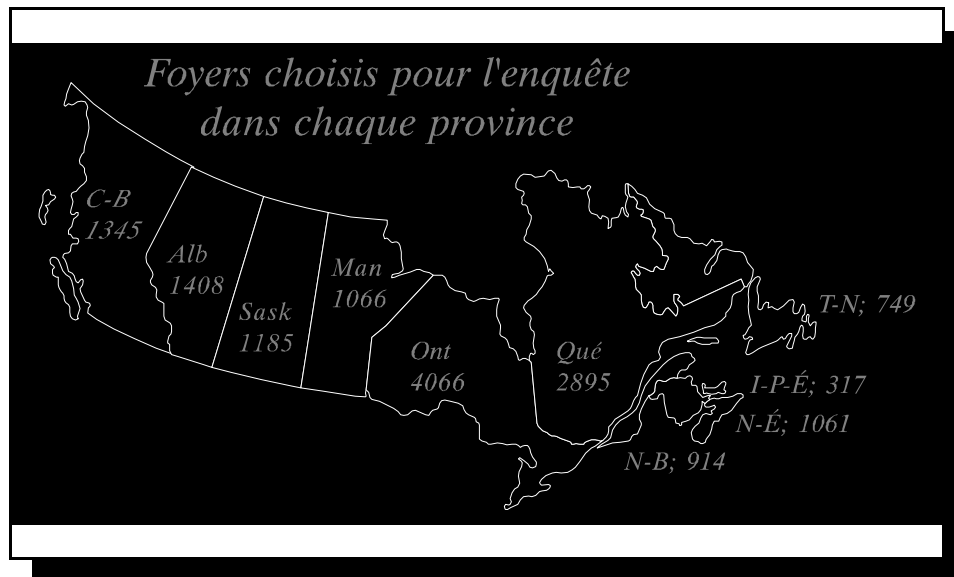 Foyers choisis pour l'enquête
dans chaque province
C-B
1345
Alb
1408
Sask
1185
Man
1066
Ont
4066
Qué
2895
T-N; 749
I-P-É; 317
N-É; 1061
N-B; 914